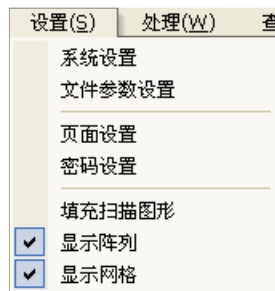 设置(S) 处理(W) 查
系统设置
文件参数设置
页面设置
密码设置
填充扫描图形
显示阵列
显示网格